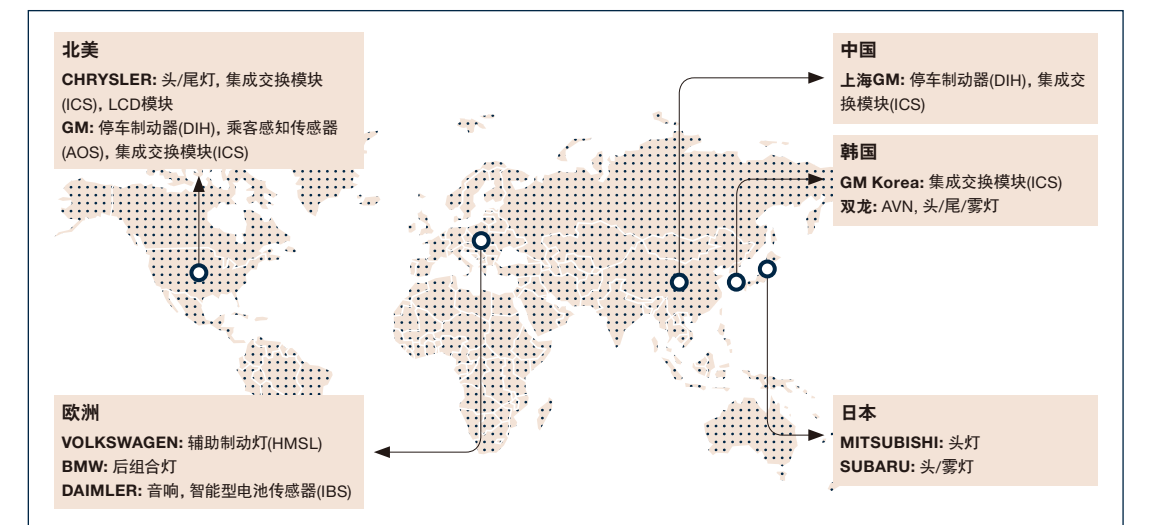 北美
CHRYSLER: 头/尾灯, 集成交换模块
(ICS), LCD模块
GM: 停车制动器(DIH), 乘客感知传感器
(AOS), 集成交换模块(ICS)
中国
上海GM: 停车制动器(DIH), 集成交
换模块(ICS)
韩国
GM Korea: 集成交换模块(ICS)
双龙: AVN, 头/尾/雾灯
欧洲
VOLKSWAGEN: 辅助制动灯(HMSL)
BMW: 后组合灯
DAIMLER: 音响, 智能型电池传感器(IBS)
日本
MITSUBISHI: 头灯
SUBARU: 头/雾灯